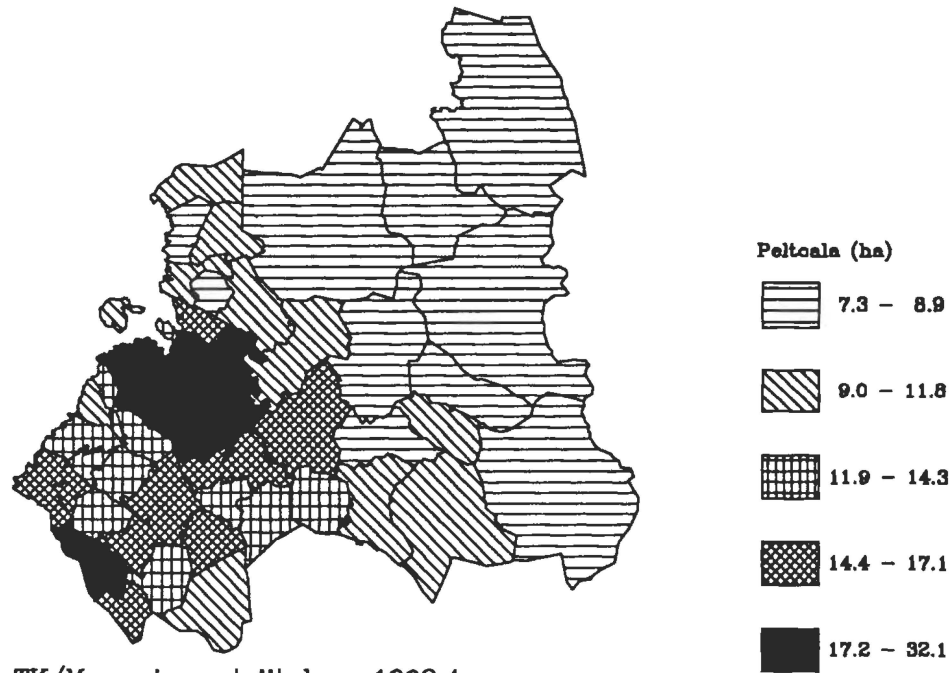 Peltoala (ha)
7.3 - 8.9
9.0 - 11.8
11.9 - 14.3
14.4 - 17.1
17.2 - 32.1